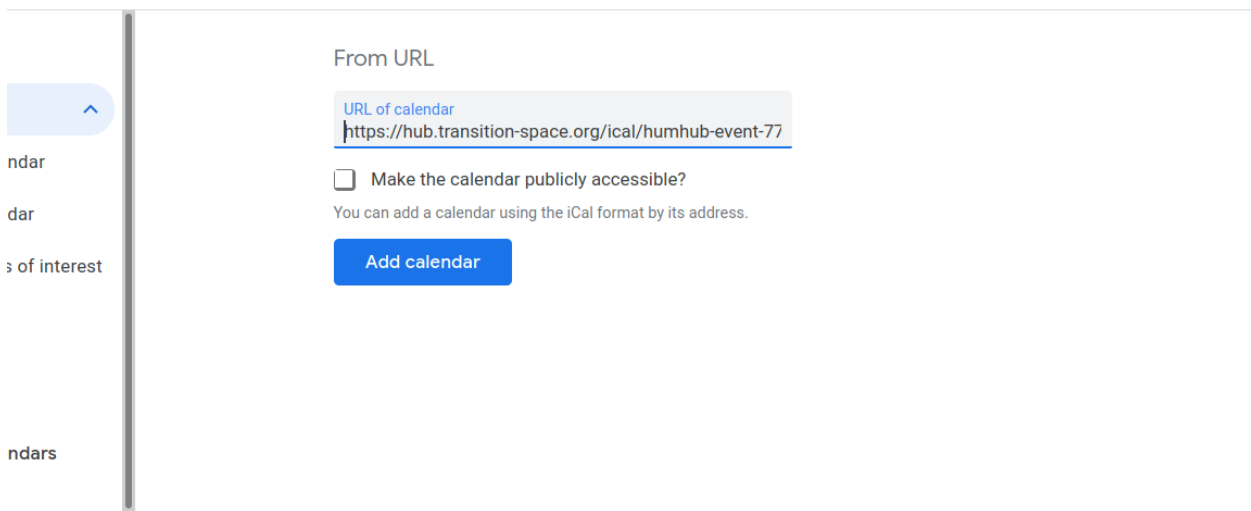 From URL
URL of calendar
https://hub.transition-space.org/ical/humhub-event-77
ndar
Make the calendar publicly accessible?
dar
You can add a calendar using the iCal format by its address.
s of interest
Add calendar
ndars